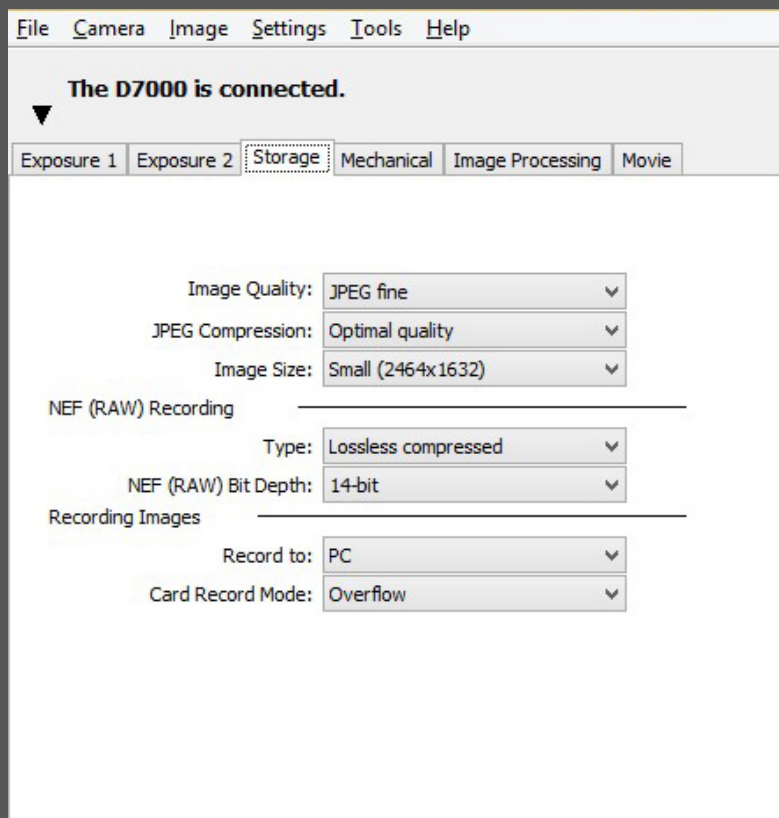 File Camera Image Settings Tools Help
The D7000 is connected.
Exposure 1 Exposure 2 Storage Mechanical Image Processing Movie
Image Quality: JPEG fine
JPEG Compression: Optimal quality
Image Size: Small (2464x1632)
NEF (RAW) Recording
Type: Lossless compressed
NEF (RAW) Bit Depth: 14-bit
Recording Images
Record to: PC
Card Record Mode: Overflow